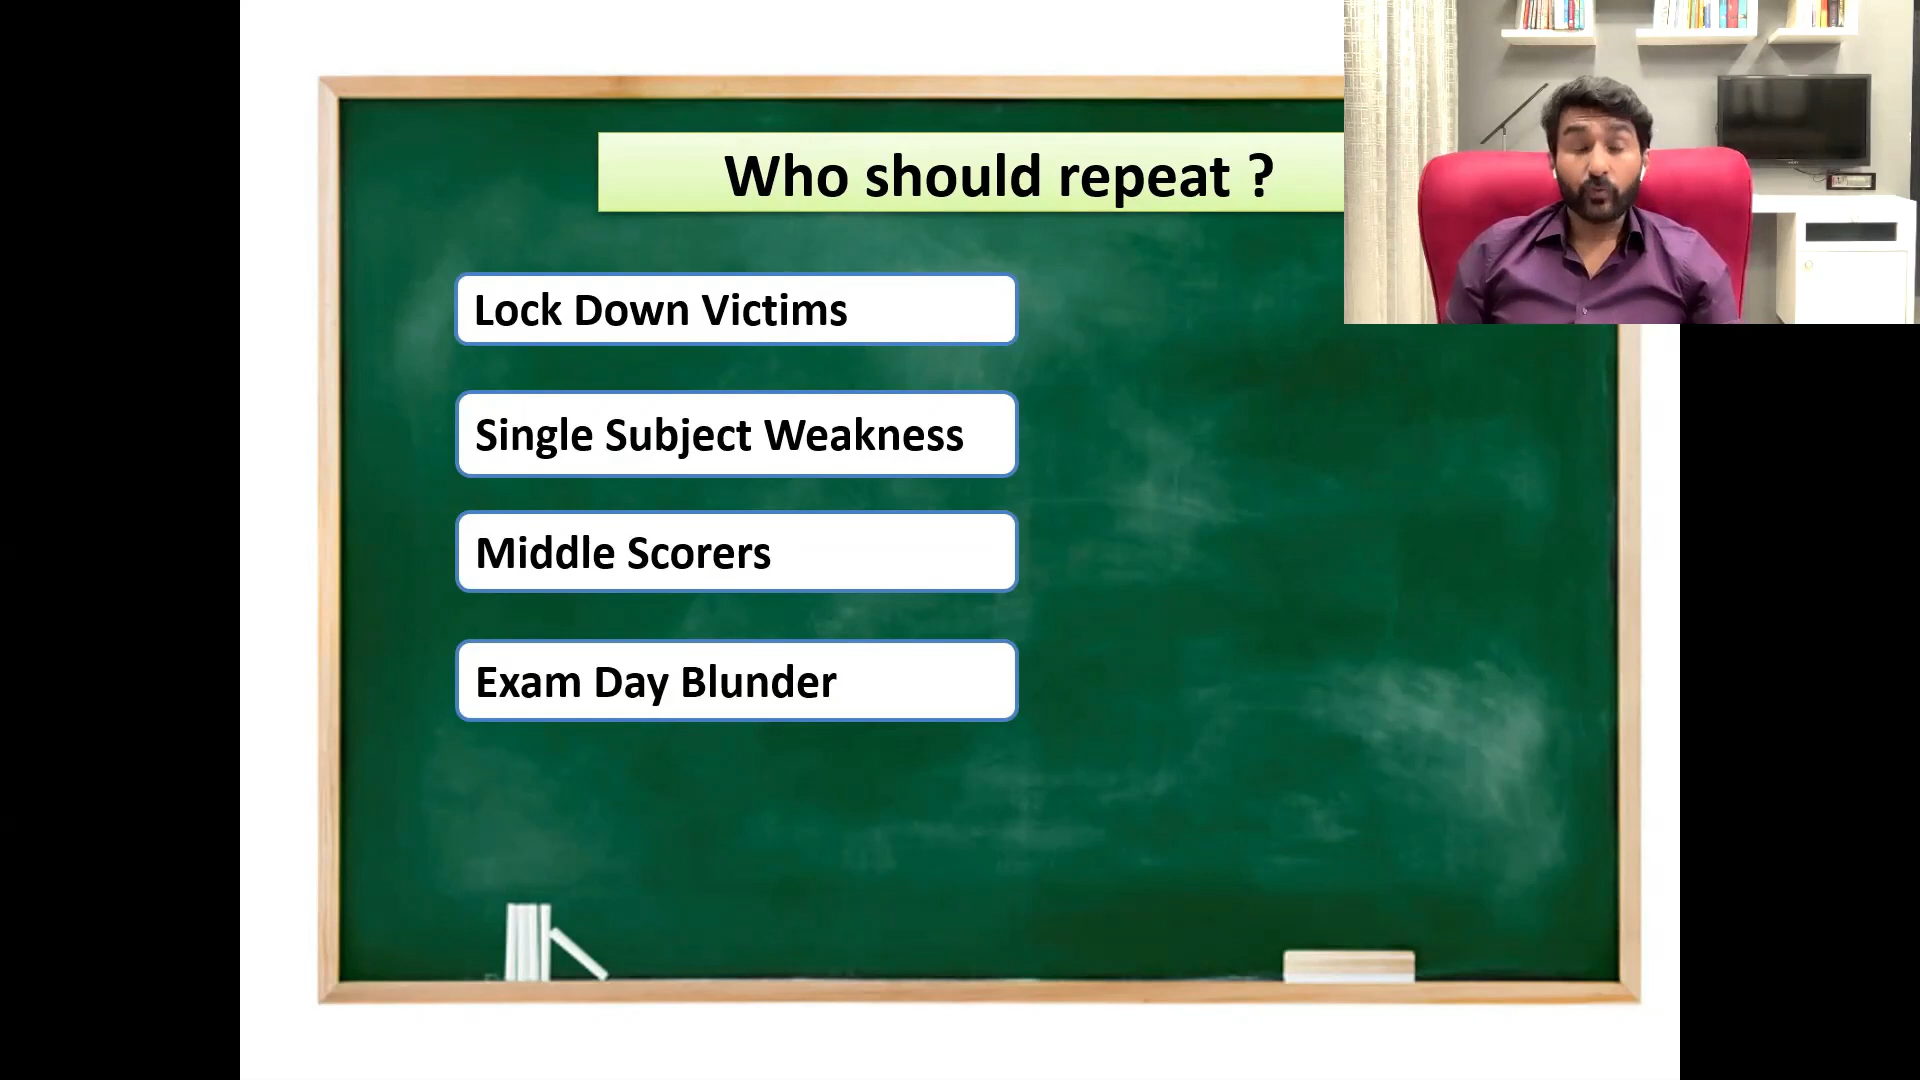 Who should repeat ?
Lock Down Victims
Single Subject Weakness
Middle Scorers
Exam Day Blunder